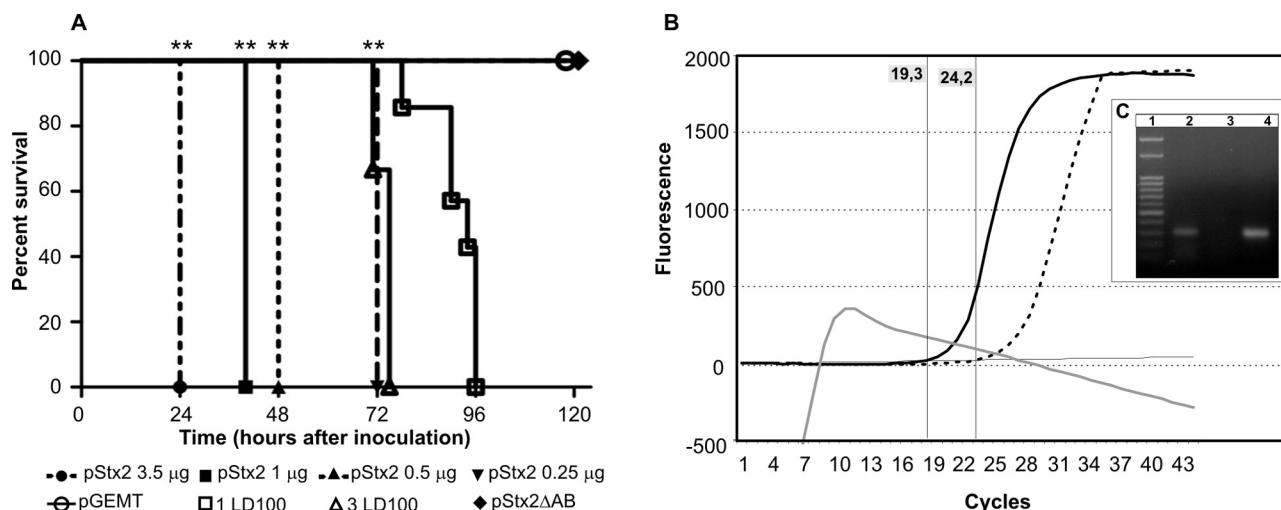 A
** ** ** **
100
80
60
40
20
0
Percent survival
0 24 48 72 96 120
Time (hours after inoculation)
pStx2 3.5 µg pStx2 1 µg pStx2 0.5 µg pStx2 0.25 µg
pGEMT 1 LD100 3 LD100 pStx2ΔAB
B
2000
1500
1000
500
0
-500
Fluorescence
19,3
24,2
C
1 2 3 4
1 4 7 10 13 16 19 22 25 28 31 34 37 40 43
Cycles